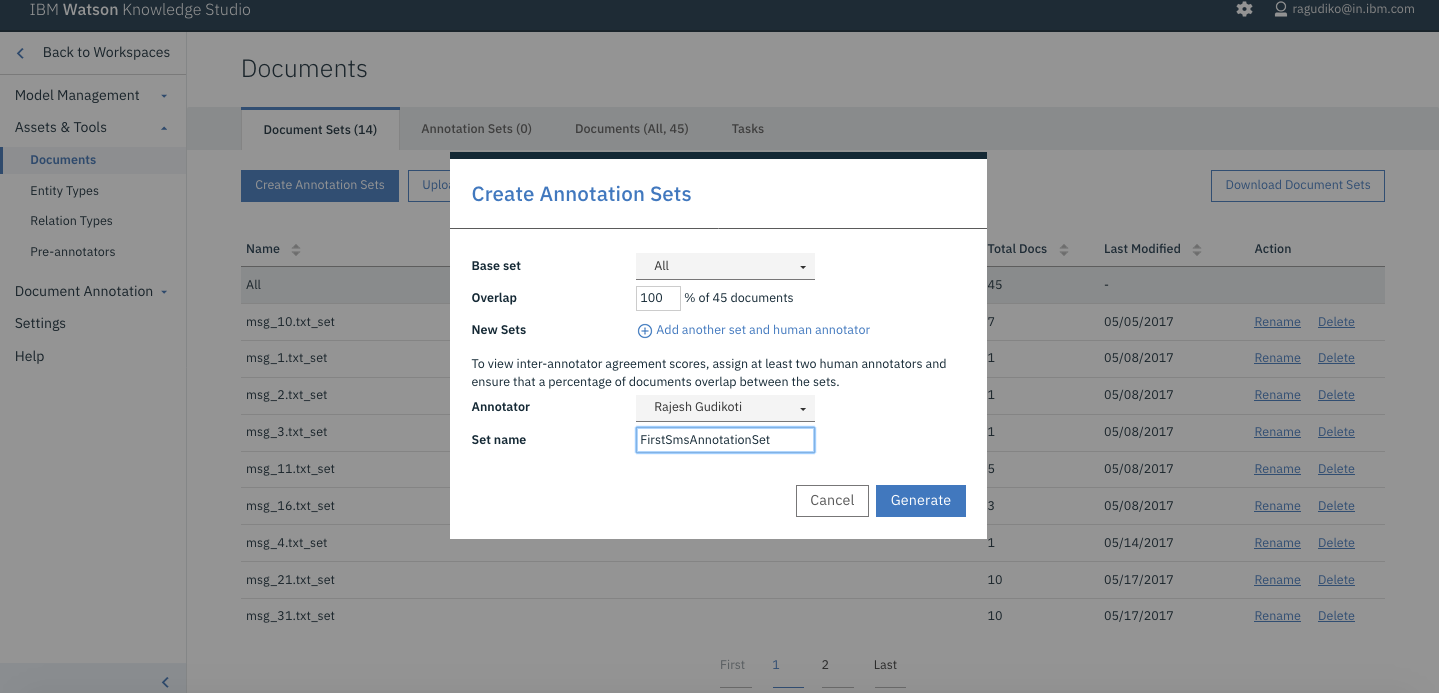 IBM Watson Knowledge Studio
ragudiko@in.ibm.com
Back to Workspaces
Model Management
Assets & Tools
Documents
Entity Types
Relation Types
Pre-annotators
Document Annotation
Settings
Help
Documents
Document Sets (14) Annotation Sets (0) Documents (All, 45) Tasks
Create Annotation Sets Uplo Download Document Sets
Name Total Docs Last Modified Action
All 45 -
msg_10.txt_set 7 05/05/2017 Rename Delete
msg_1.txt_set 1 05/08/2017 Rename Delete
msg_2.txt_set 1 05/08/2017 Rename Delete
msg_3.txt_set 1 05/08/2017 Rename Delete
msg_11.txt_set 5 05/08/2017 Rename Delete
msg_16.txt_set 3 05/08/2017 Rename Delete
msg_4.txt_set 1 05/14/2017 Rename Delete
msg_21.txt_set 10 05/17/2017 Rename Delete
msg_31.txt_set 10 05/17/2017 Rename Delete
First 1 2 Last
Create Annotation Sets
Base set All
Overlap 100 % of 45 documents
New Sets Add another set and human annotator
To view inter-annotator agreement scores, assign at least two human annotators and
ensure that a percentage of documents overlap between the sets.
Annotator Rajesh Gudikoti
Set name FirstSmsAnnotationSet
Cancel Generate